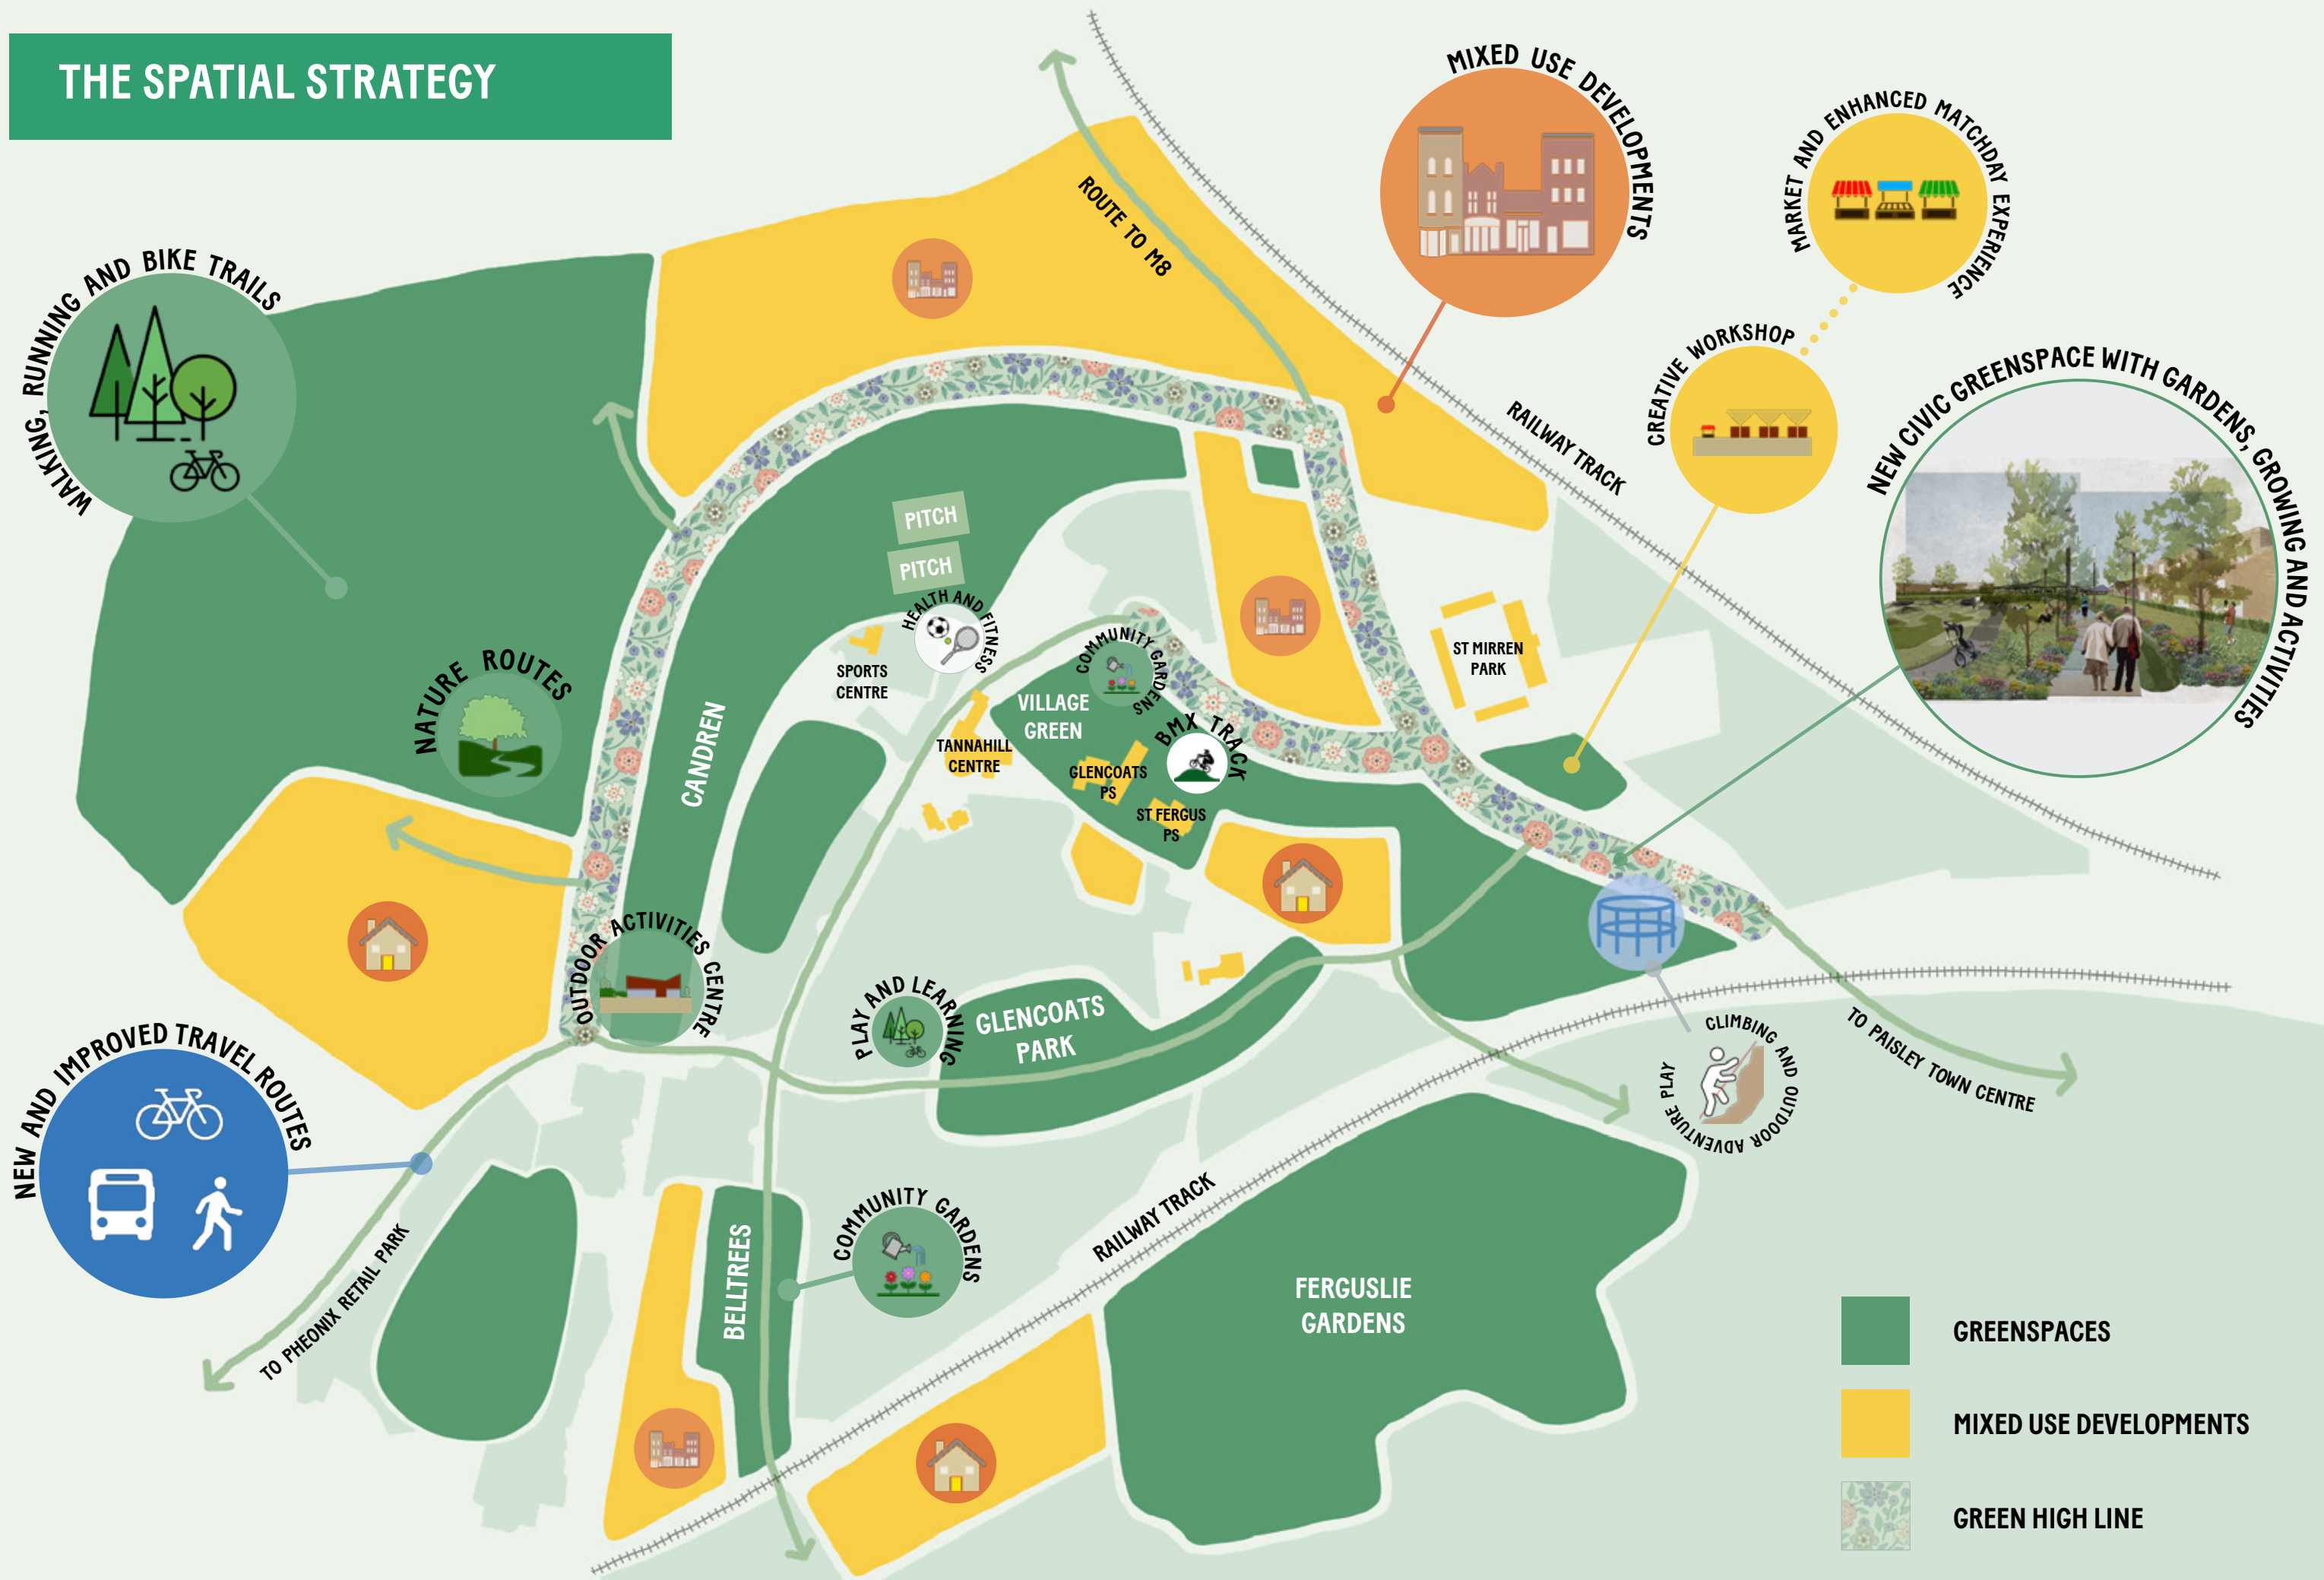 THE SPATIAL STRATEGY
MIXED USE DEVELOPMENTS
MARKET AND ENHANCED MATCHDAY EXPERIENCE
ROUTE TO M8
WALKING, RUNNING AND BIKE TRAILS
CREATIVE WORKSHOP
NEW CIVIC GREENSPACE WITH GARDENS, GROWING AND ACTIVITIES
RAILWAY TRACK
PITCH
PITCH
HEALTH AND FITNESS
SPORTS
CENTRE
COMMUNITY GARDENS
ST MIRREN
PARK
NATURE ROUTES
CANDREN
VILLAGE
GREEN
BMX TRACK
TANNAHILL
CENTRE
GLENCOATS
PS
ST FERGUS
PS
OUTDOOR ACTIVITIES CENTRE
PLAY AND LEARNING
GLENCOATS
PARK
CLIMBING AND OUTDOOR ADVENTURE PLAY
TO PAISLEY TOWN CENTRE
NEW AND IMPROVED TRAVEL ROUTES
TO PHEONIX RETAIL PARK
BELLTREES
COMMUNITY GARDENS
RAILWAY TRACK
FERGUSLIE
GARDENS
GREENSPACES
MIXED USE DEVELOPMENTS
GREEN HIGH LINE